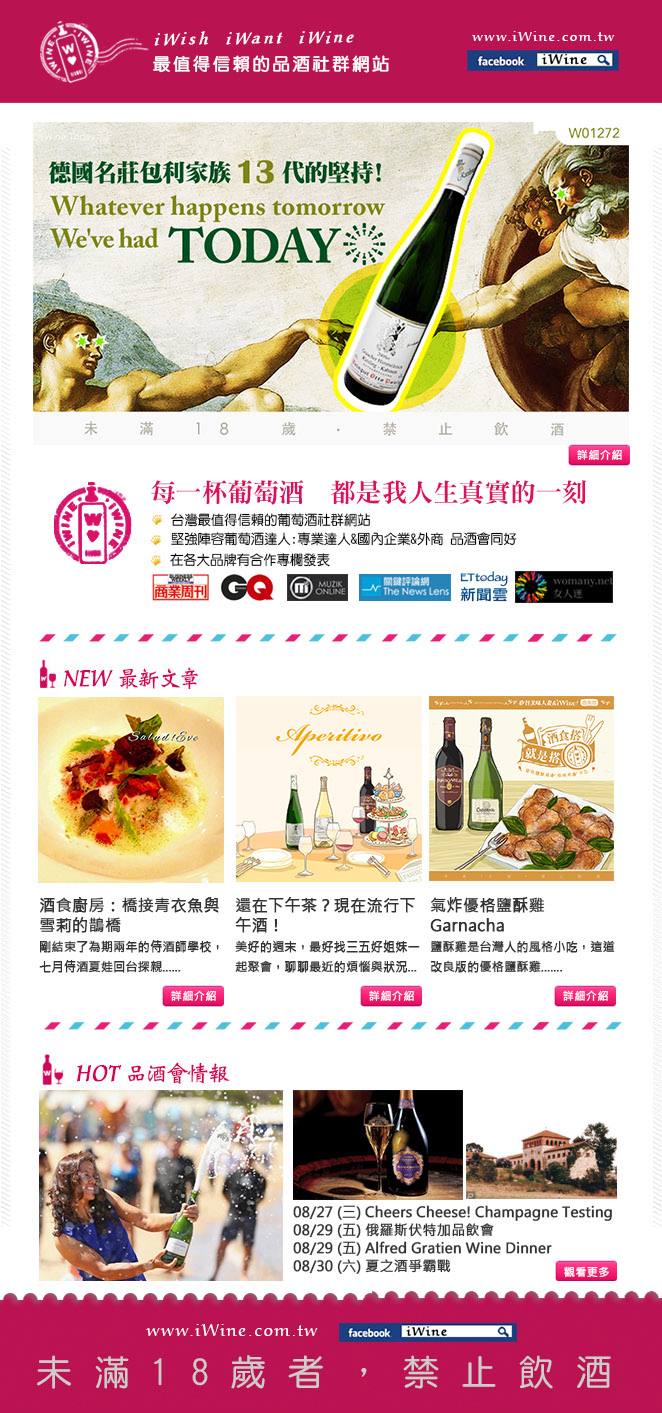 iWish iWant iWine
最值得信賴的品酒社群網站
www.iWine.com.tw
facebook iWine
W01272
德國名莊包利家族 13 代的堅持!
Whatever happens tomorrow
We've had TODAY
未滿18歲．禁止飲酒
詳細介紹
IWINE IWINE
W
每一杯葡萄酒 都是我人生真實的一刻
台灣最值得信賴的葡萄酒社群網站
堅強陣容葡萄酒達人:專業達人&國內企業&外商 品酒會同好
在各大品牌有合作專欄發表
商業周刊
GQ
MUZIK
ONLINE
關鍵評論網
The News Lens
ETtoday
新聞雲
womany.net
女人迷
NEW 最新文章
Salud!Eve
Aperitivo
酒食搭
就是搭
酒食廚房：橋接青衣魚與
雪莉的鵲橋
剛結束了為期兩年的侍酒師學校，
七月侍酒夏娃回台探親......
詳細介紹
還在下午茶？現在流行下
午酒！
美好的週末，最好找三五好姐妹一
起聚會，聊聊最近的煩惱與狀況...
詳細介紹
氣炸優格鹽酥雞
Garnacha
鹽酥雞是台灣人的風格小吃，這道
改良版的優格鹽酥雞.......
詳細介紹
HOT 品酒會情報
08/27 (三) Cheers Cheese! Champagne Testing
08/29 (五) 俄羅斯伏特加品飲會
08/29 (五) Alfred Gratien Wine Dinner
08/30 (六) 夏之酒爭霸戰
觀看更多
www.iWine.com.tw
facebook iWine
未滿18歲者，禁止飲酒